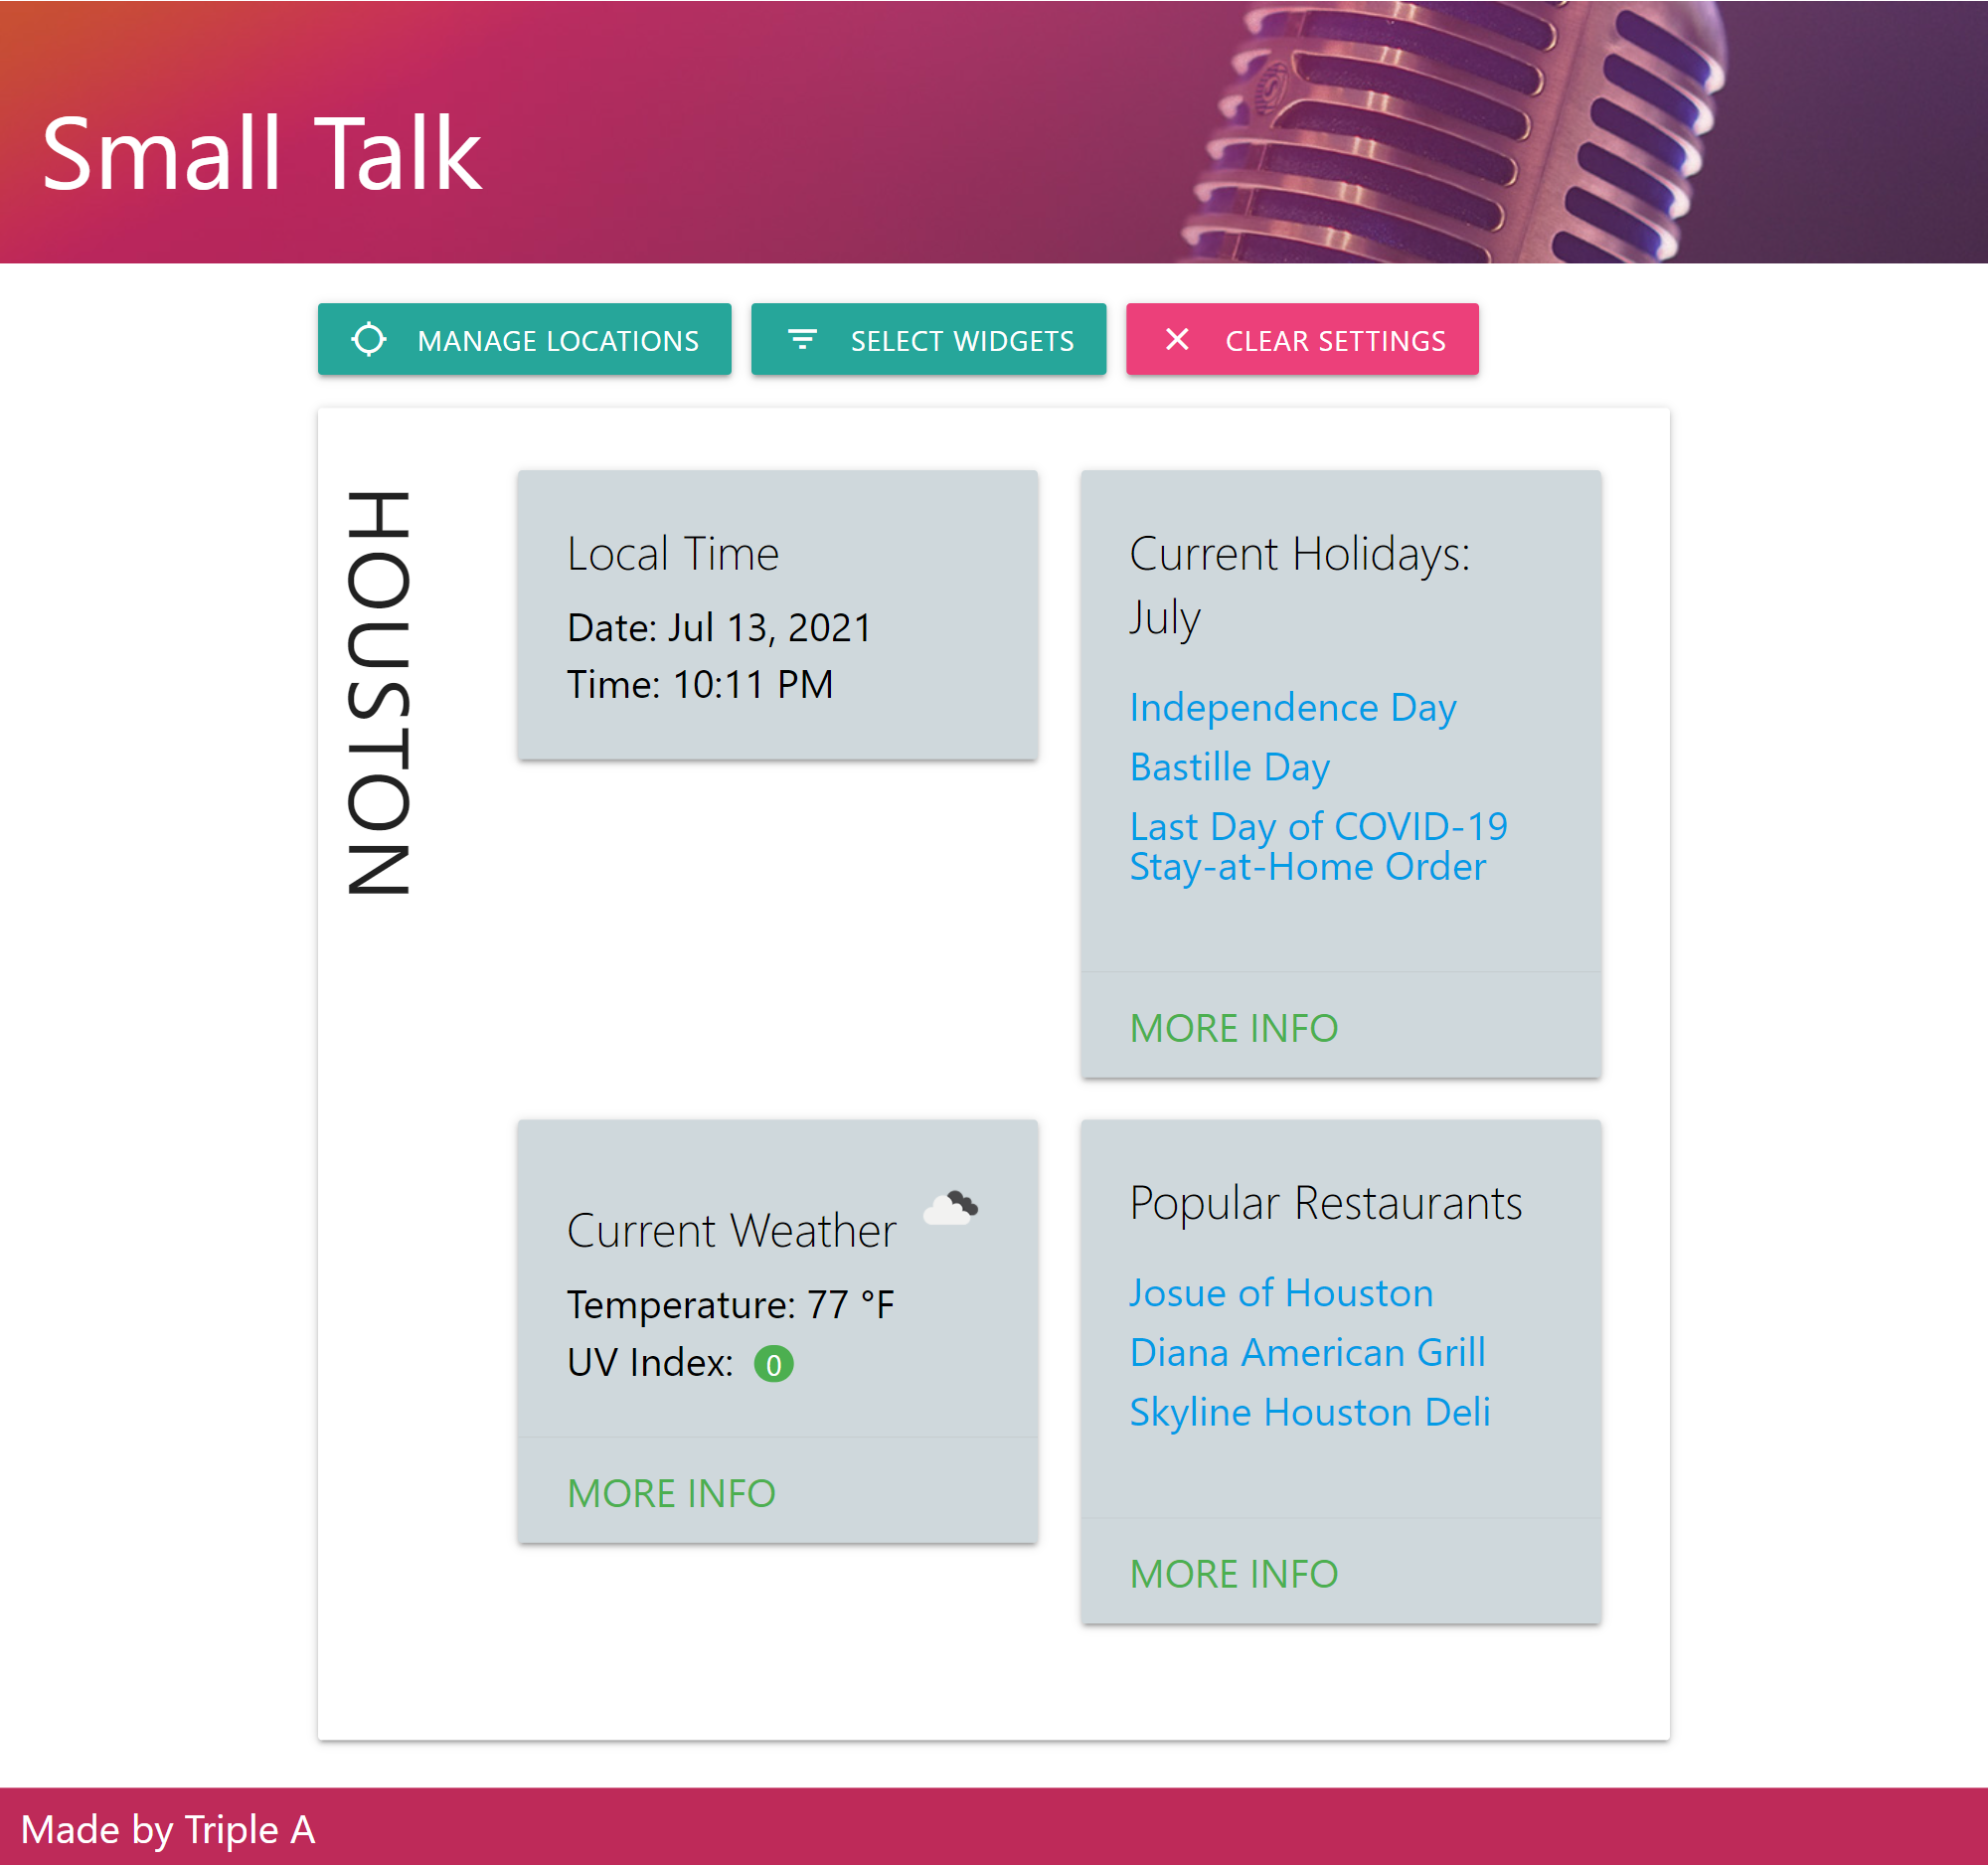 Small Talk
MANAGE LOCATIONS
SELECT WIDGETS
CLEAR SETTINGS
HOUSTON
Local Time
Date: Jul 13, 2021
Time: 10:11 PM
Current Holidays:
July
Independence Day
Bastille Day
Last Day of COVID-19
Stay-at-Home Order
MORE INFO
Current Weather
Temperature: 77 °F
UV Index: 0
MORE INFO
Popular Restaurants
Josue of Houston
Diana American Grill
Skyline Houston Deli
MORE INFO
Made by Triple A